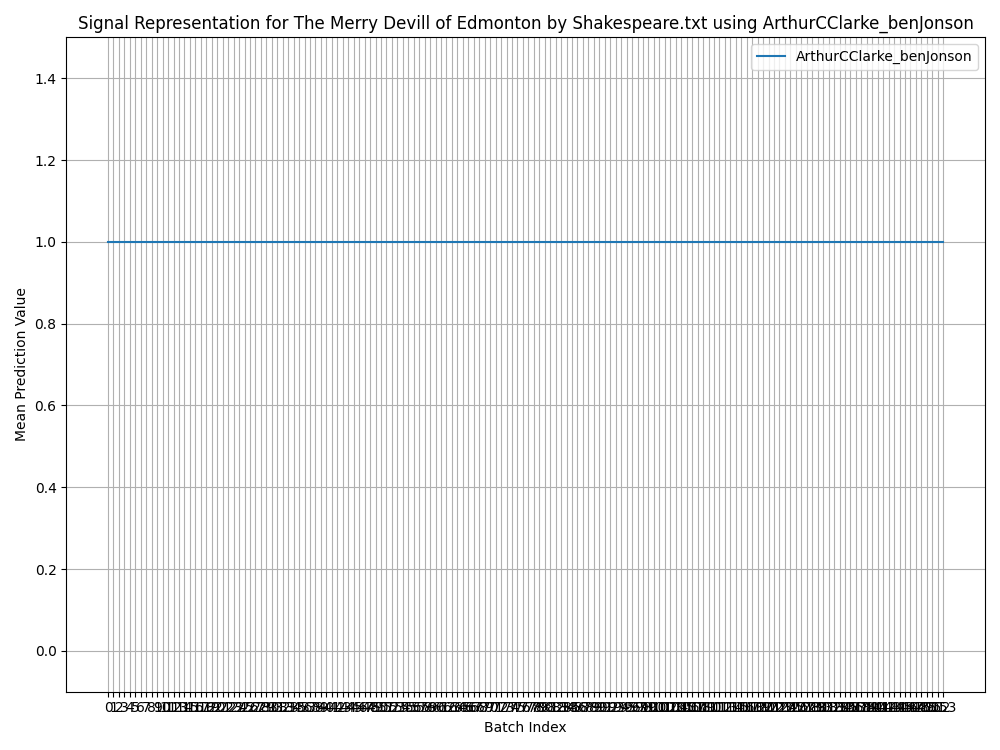 Signal Representation for The Merry Devill of Edmonton by Shakespeare.txt using ArthurCClarke_benJonson
ArthurCClarke_benJonson
1.4
1.2
1.0
0.8
0.6
0.4
0.2
0.0
Mean Prediction Value
Batch Index